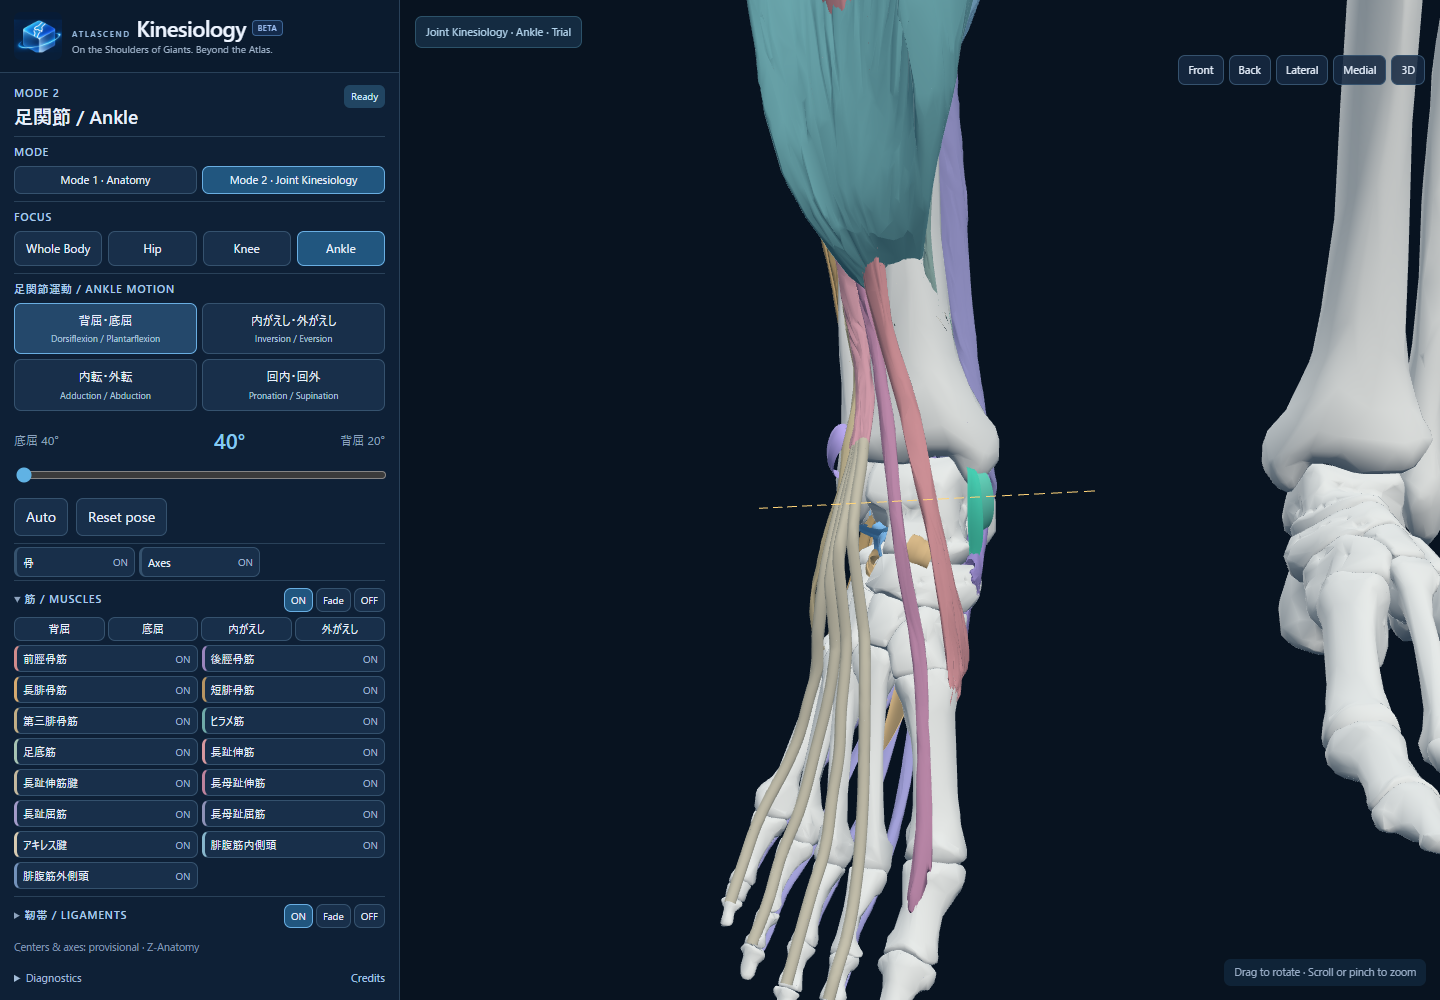 ATLASCEND Kinesiology BETA
On the Shoulders of Giants. Beyond the Atlas.
MODE 2
足関節 / Ankle
Ready
MODE
Mode 1 · Anatomy
Mode 2 · Joint Kinesiology
FOCUS
Whole Body
Hip
Knee
Ankle
足関節運動 / ANKLE MOTION
背屈・底屈
Dorsiflexion / Plantarflexion
内がえし・外がえし
Inversion / Eversion
内転・外転
Adduction / Abduction
回内・回外
Pronation / Supination
底屈 40°
40°
背屈 20°
Auto
Reset pose
骨 ON
Axes ON
▼ 筋 / MUSCLES
ON
Fade
OFF
背屈
底屈
内がえし
外がえし
前脛骨筋 ON
後脛骨筋 ON
長腓骨筋 ON
短腓骨筋 ON
第三腓骨筋 ON
ヒラメ筋 ON
足底筋 ON
長趾伸筋 ON
長趾伸筋腱 ON
長母趾伸筋 ON
長趾屈筋 ON
長母趾屈筋 ON
アキレス腱 ON
腓腹筋内側頭 ON
腓腹筋外側頭 ON
▶ 靭帯 / LIGAMENTS
ON
Fade
OFF
Centers & axes: provisional · Z-Anatomy
▶ Diagnostics
Credits
Joint Kinesiology · Ankle · Trial
Front
Back
Lateral
Medial
3D
Drag to rotate · Scroll or pinch to zoom